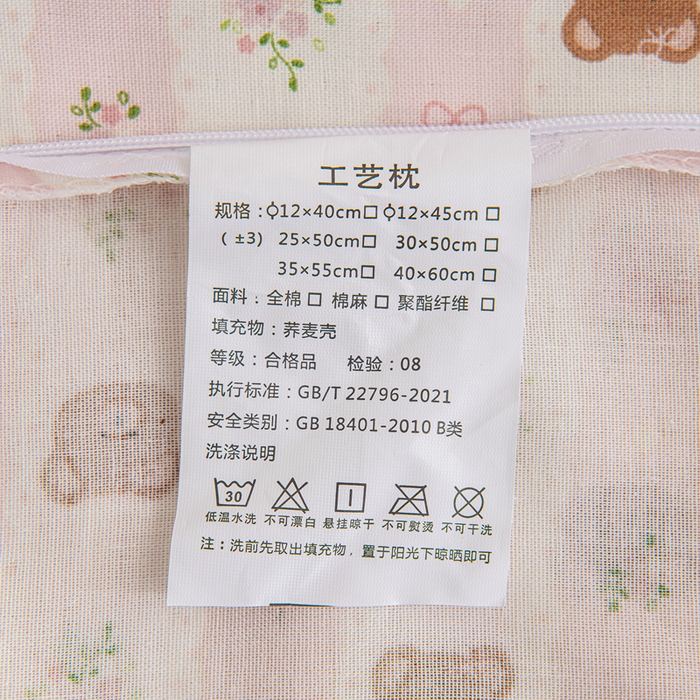 工艺枕
规格：ϕ12×40cm□ ϕ12×45cm □
( ±3) 25×50cm□ 30×50cm □
35×55cm□ 40×60cm □
面料：全棉 □ 棉麻 □ 聚酯纤维 □
填充物：荞麦壳
等级：合格品 检验：08
执行标准：GB/T 22796-2021
安全类别：GB 18401-2010 B类
洗涤说明
30
低温水洗 不可漂白 悬挂晾干 不可熨烫 不可干洗
注：洗前先取出填充物，置于阳光下晾晒即可